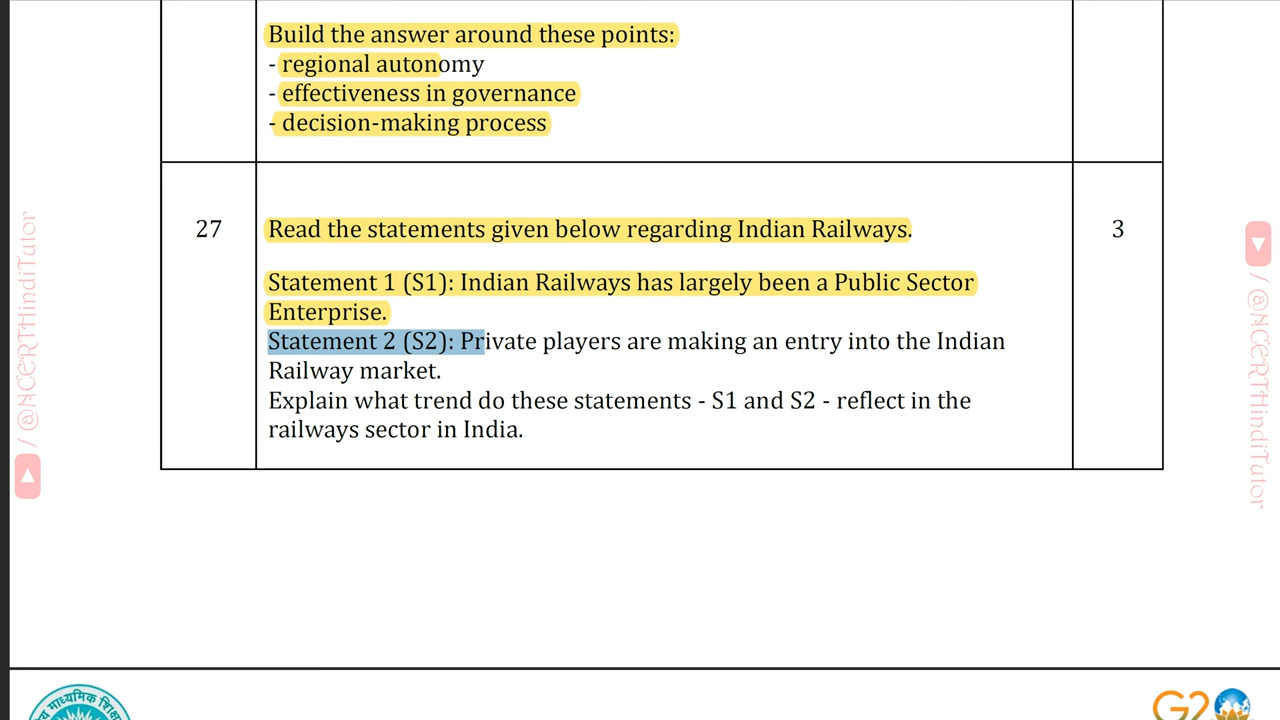 Build the answer around these points:
- regional autonomy
- effectiveness in governance
- decision-making process
27
Read the statements given below regarding Indian Railways.
3
Statement 1 (S1): Indian Railways has largely been a Public Sector
Enterprise.
Statement 2 (S2): Private players are making an entry into the Indian
Railway market.
Explain what trend do these statements - S1 and S2 - reflect in the
railways sector in India.
/ @NCERTHindiTutor
/ @NCERTHindiTutor
माध्यमिक
G20